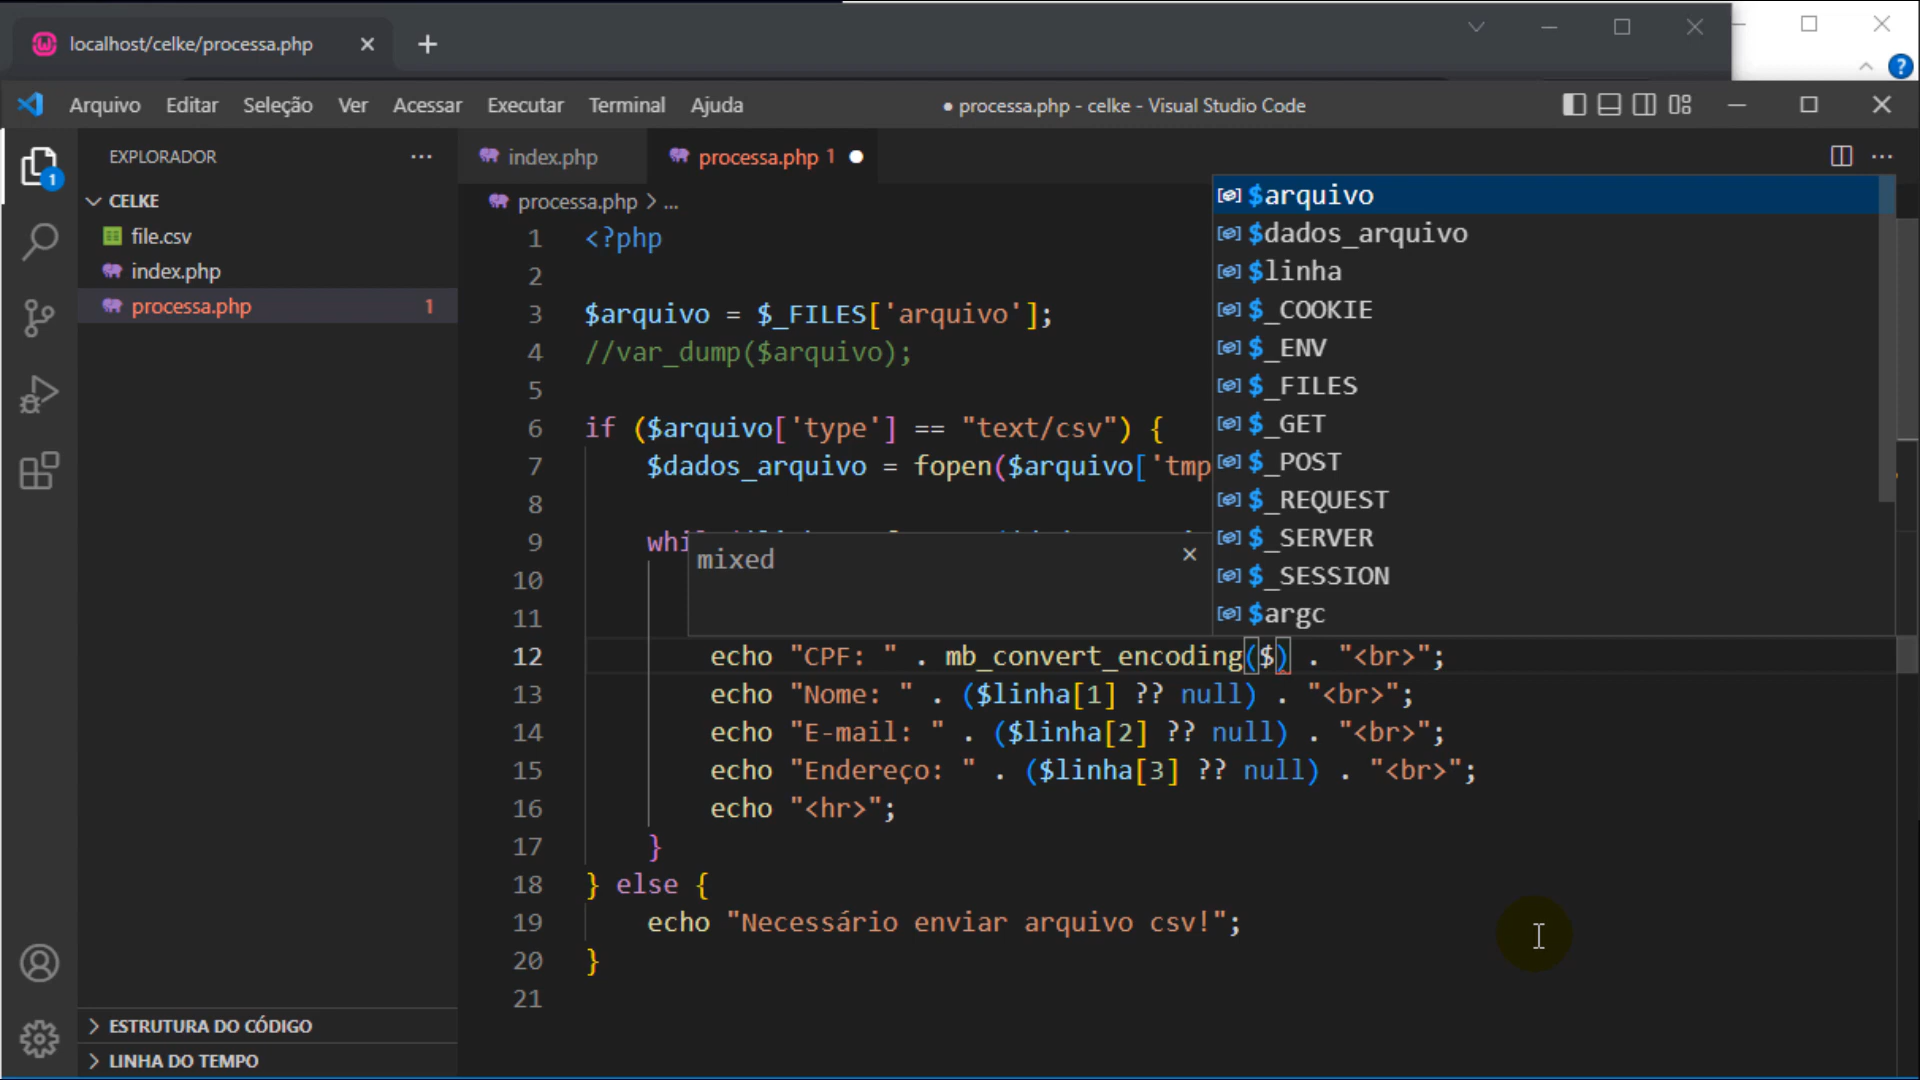 localhost/celke/processa.php
Arquivo Editar Seleção Ver Acessar Executar Terminal Ajuda
● processa.php - celke - Visual Studio Code
EXPLORADOR
CELKE
file.csv
index.php
processa.php 1
ESTRUTURA DO CÓDIGO
LINHA DO TEMPO
1
index.php
processa.php 1
processa.php > ...
1 <?php
2
3 $arquivo = $_FILES['arquivo'];
4 //var_dump($arquivo);
5
6 if ($arquivo['type'] == "text/csv") {
7 $dados_arquivo = fopen($arquivo['tmp
8
9
10
11
12 echo "CPF: " . mb_convert_encoding($) . "<br>";
13 echo "Nome: " . ($linha[1] ?? null) . "<br>";
14 echo "E-mail: " . ($linha[2] ?? null) . "<br>";
15 echo "Endereço: " . ($linha[3] ?? null) . "<br>";
16 echo "<hr>";
17 }
18 } else {
19 echo "Necessário enviar arquivo csv!";
20 }
21
mixed
$arquivo
$dados_arquivo
$linha
$_COOKIE
$_ENV
$_FILES
$_GET
$_POST
$_REQUEST
$_SERVER
$_SESSION
$argc